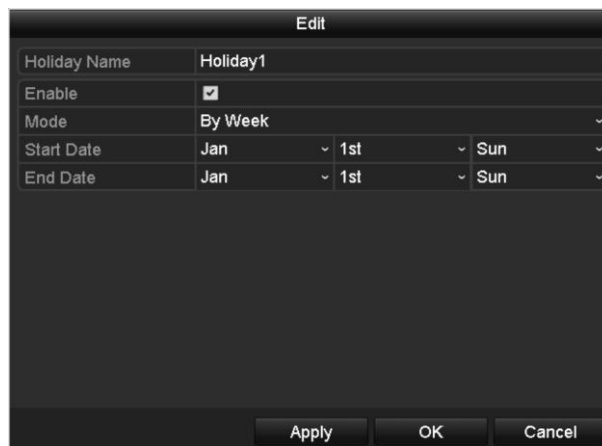 Edit
Holiday Name Holiday1
Enable
Mode By Week
Start Date Jan 1st Sun
End Date Jan 1st Sun
Apply OK Cancel